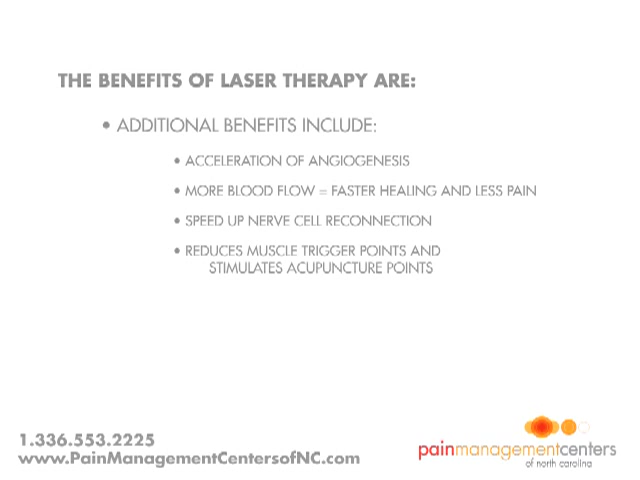 THE BENEFITS OF LASER THERAPY ARE:
• ADDITIONAL BENEFITS INCLUDE:
• ACCELERATION OF ANGIOGENESIS
• MORE BLOOD FLOW = FASTER HEALING AND LESS PAIN
• SPEED UP NERVE CELL RECONNECTION
• REDUCES MUSCLE TRIGGER POINTS AND
STIMULATES ACUPUNCTURE POINTS
1.336.553.2225
www.PainManagementCentersofNC.com
painmanagementcenters
of north carolina